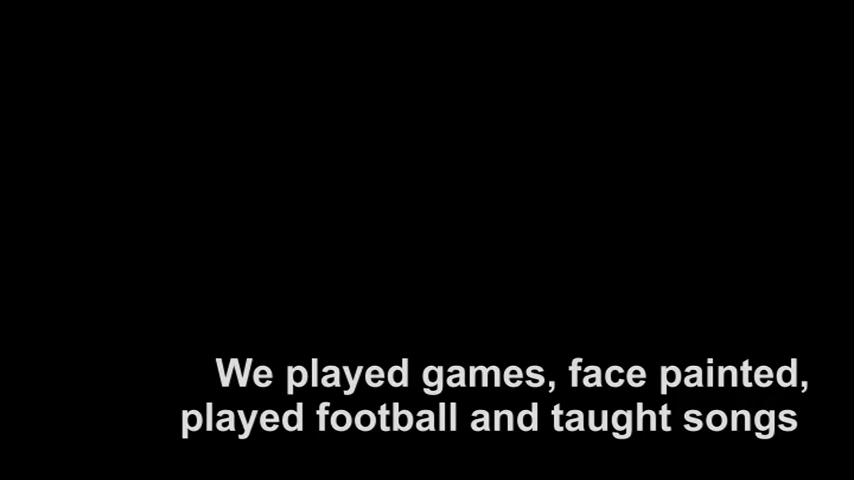 We played games, face painted,
played football and taught songs